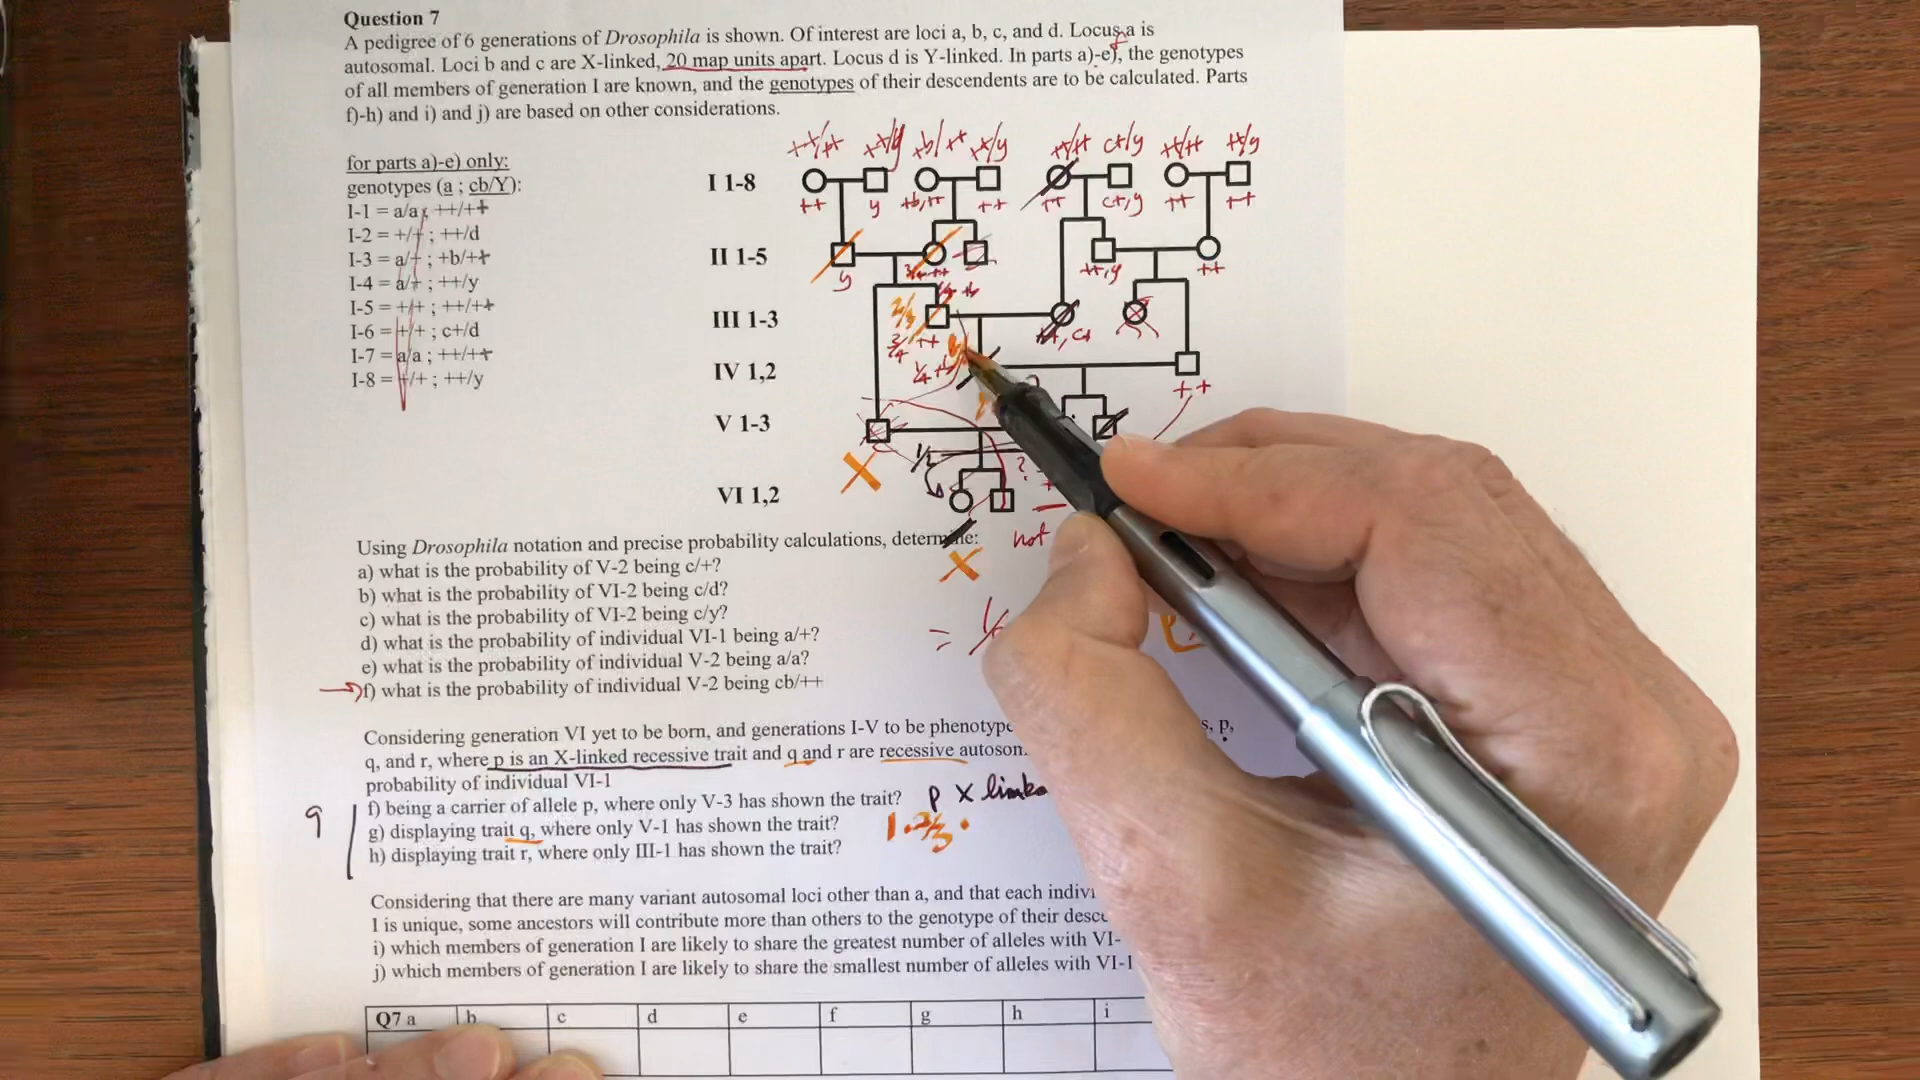 Question 7
A pedigree of 6 generations of Drosophila is shown. Of interest are loci a, b, c, and d. Locus a is
autosomal. Loci b and c are X-linked, 20 map units apart. Locus d is Y-linked. In parts a)-e), the genotypes
f
of all members of generation I are known, and the genotypes of their descendents are to be calculated. Parts
f)-h) and i) and j) are based on other considerations.
++/++ ++/y +b/++ ++/y ++/++ c+/y ++/++ ++/y
for parts a)-e) only:
genotypes (a ; cb/Y):
I 1-8
I-1 = a/a ; ++/++
++ y +b,++ ++ ++ c+,y ++ ++
I-2 = +/+ ; ++/d
I-3 = a/+ ; +b/++
II 1-5
I-4 = a/+ ; ++/y
y ++,y ++
I-5 = +/+ ; ++/++
I-6 = +/+ ; c+/d
III 1-3
2/3
3/4 ++ ++, c+
I-7 = a/a ; ++/++
I-8 = +/+ ; ++/y
IV 1,2
1/4 +b ++
V 1-3
1/2
X
?
VI 1,2
Using Drosophila notation and precise probability calculations, determine:
not
a) what is the probability of V-2 being c/+?
X
b) what is the probability of VI-2 being c/d?
c) what is the probability of VI-2 being c/y?
d) what is the probability of individual VI-1 being a/+?
=
e) what is the probability of individual V-2 being a/a?
f) what is the probability of individual V-2 being cb/++
Considering generation VI yet to be born, and generations I-V to be phenotype s, p,
q, and r, where p is an X-linked recessive trait and q and r are recessive autoson
probability of individual VI-1
f) being a carrier of allele p, where only V-3 has shown the trait? p X linke
g) displaying trait q, where only V-1 has shown the trait? 1 · 2/3 ·
9
h) displaying trait r, where only III-1 has shown the trait?
Considering that there are many variant autosomal loci other than a, and that each indivi
I is unique, some ancestors will contribute more than others to the genotype of their desce
i) which members of generation I are likely to share the greatest number of alleles with VI-
j) which members of generation I are likely to share the smallest number of alleles with VI-1
Q7 a b c d e f g h i